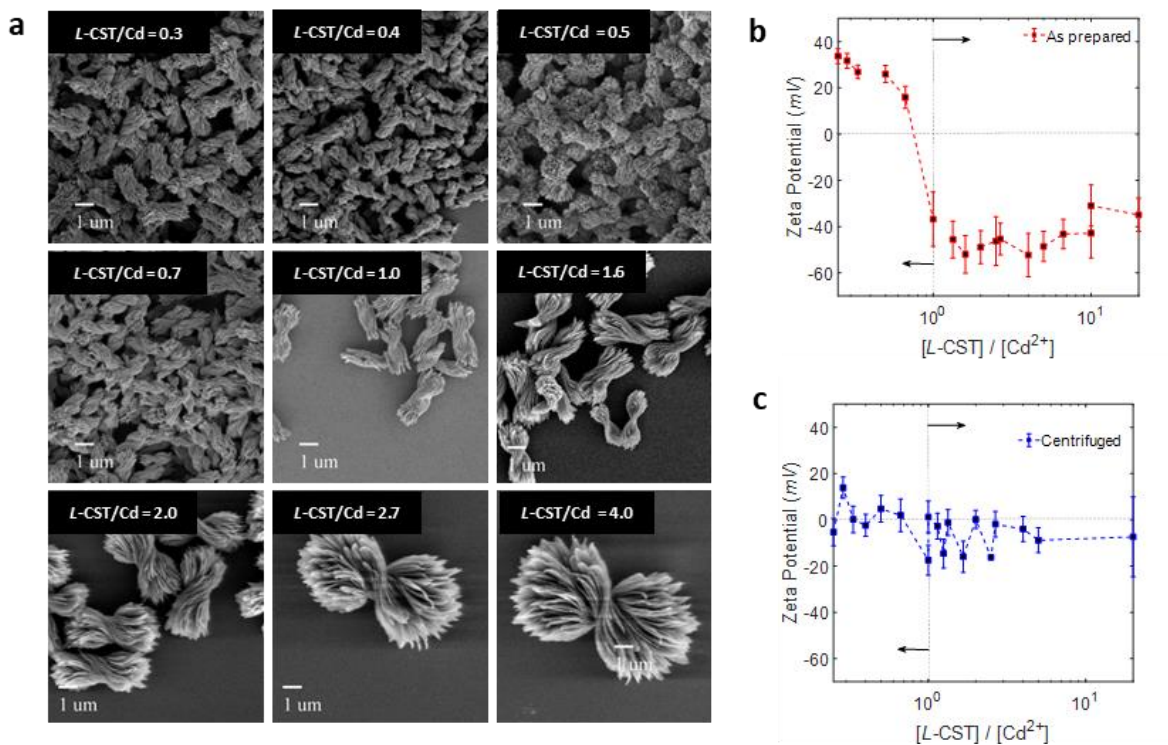 a
L-CST/Cd = 0.3
1 um
L-CST/Cd = 0.4
1 um
L-CST/Cd = 0.5
1 um
L-CST/Cd = 0.7
1 um
L-CST/Cd = 1.0
1 um
L-CST/Cd = 1.6
1 um
L-CST/Cd = 2.0
1 um
L-CST/Cd = 2.7
1 um
L-CST/Cd = 4.0
1 um
b
As prepared
Zeta Potential (mV)
40
20
0
-20
-40
-60
10⁰
10¹
[L-CST] / [Cd²⁺]
c
Centrifuged
Zeta Potential (mV)
40
20
0
-20
-40
-60
10⁰
10¹
[L-CST] / [Cd²⁺]